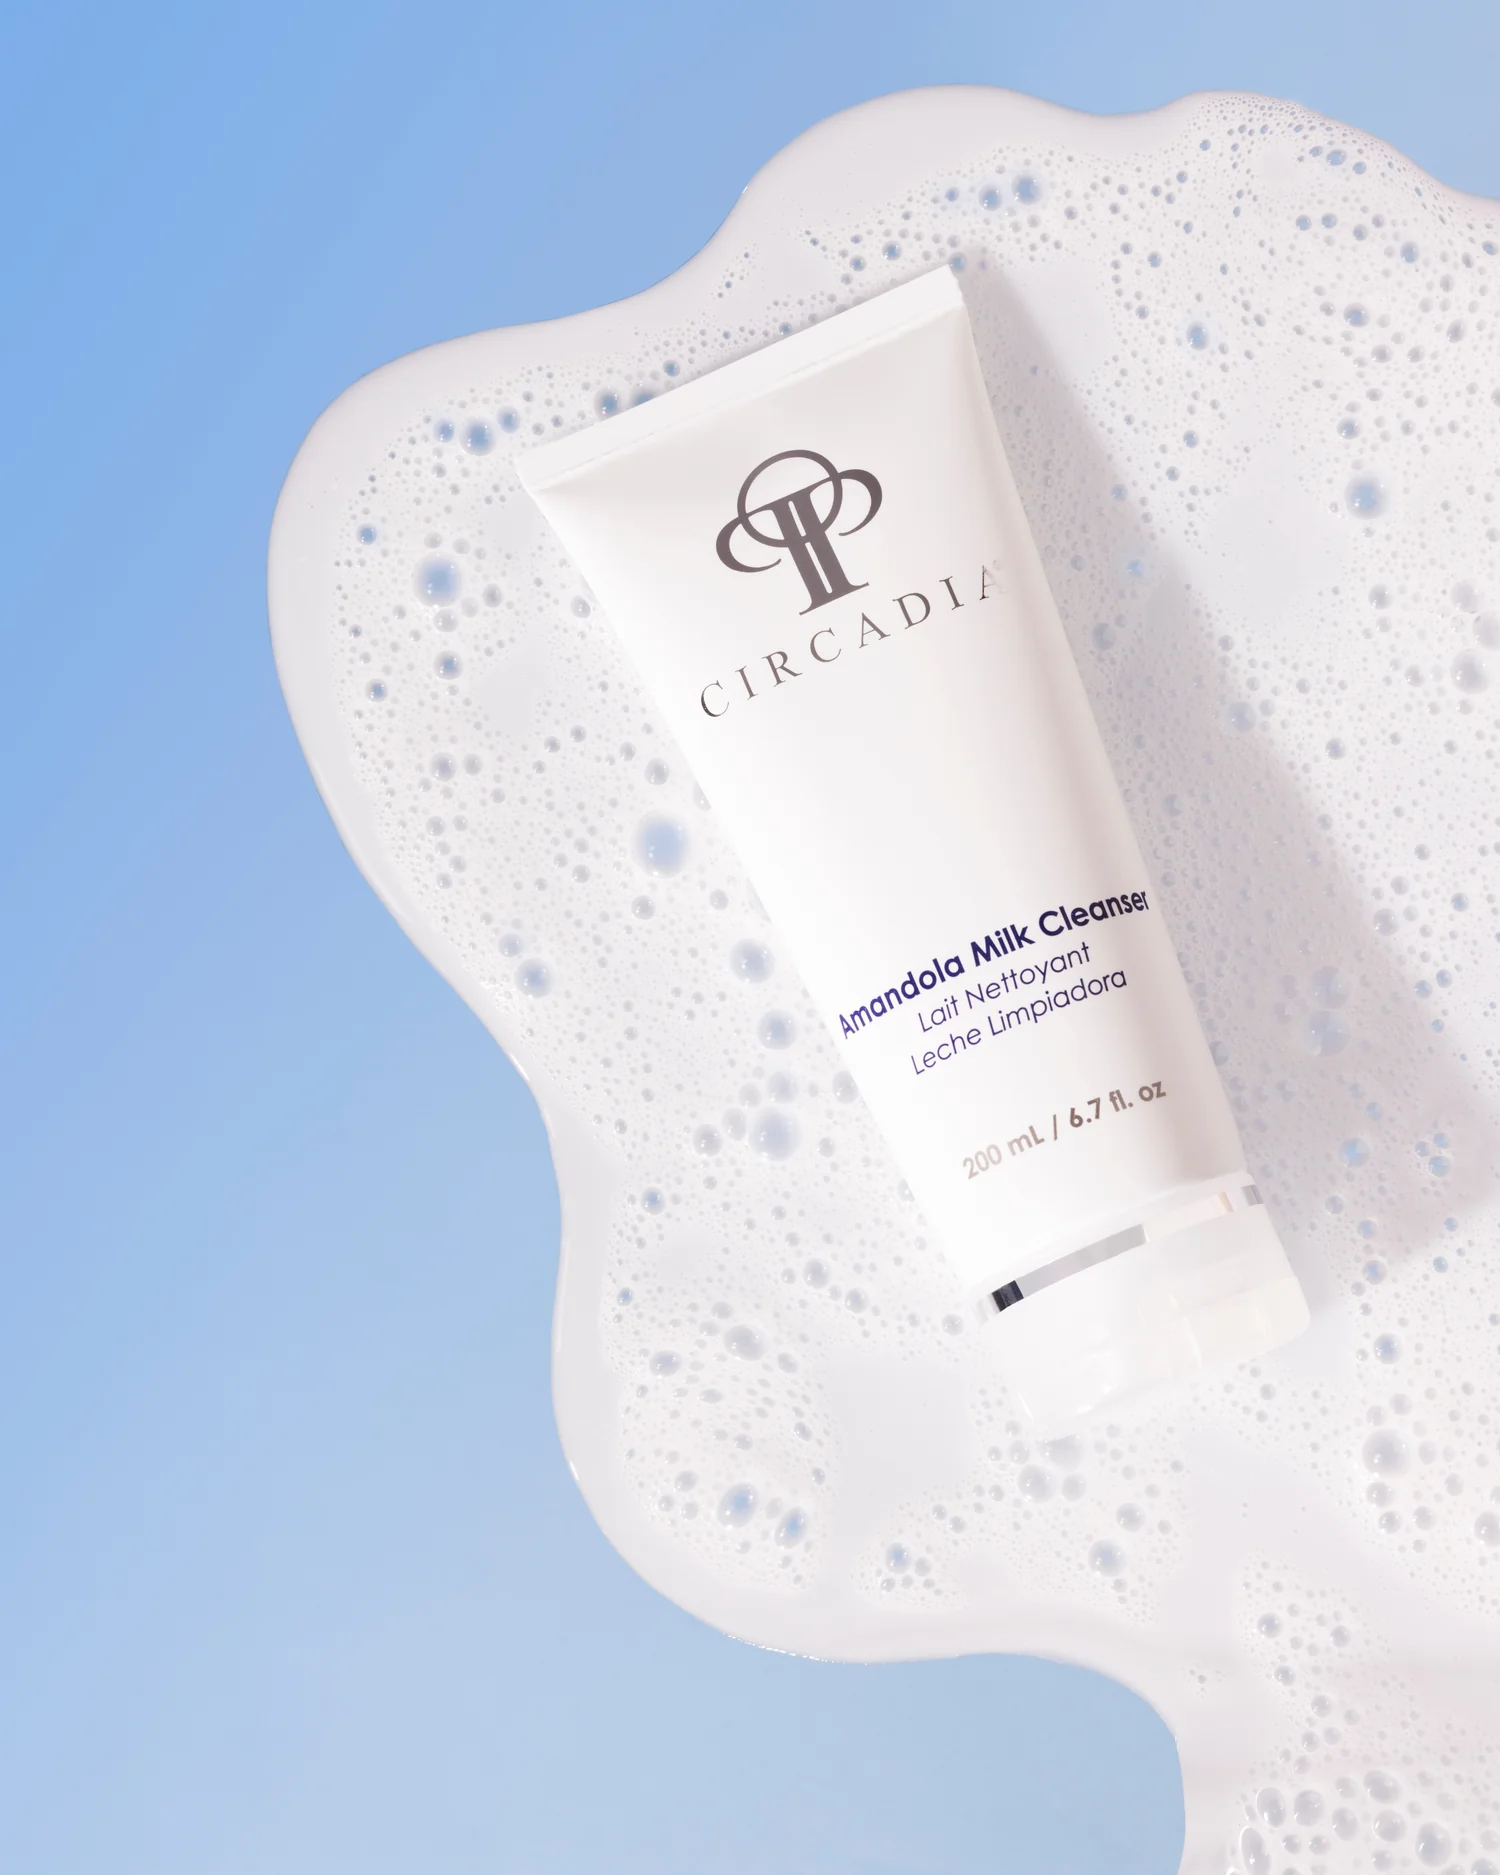 CIRCADIA
Amandola Milk Cleanser
Lait Nettoyant
Leche Limpiadora
200 mL / 6.7 fl. oz